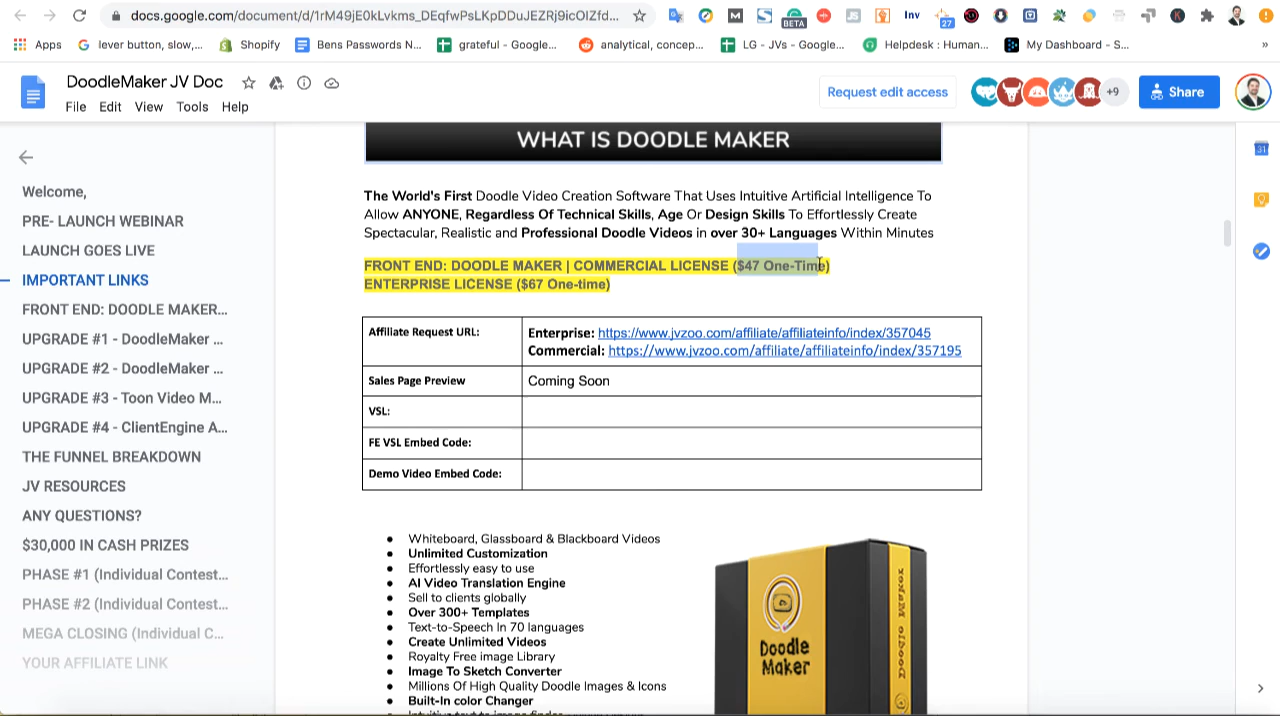 docs.google.com/document/d/1rM49jE0kLvkms_DEqfwPsLKpDDuJEZRj9icOIZfd...
BETA
JS
Inv
27
K
Apps
lever button, slow,...
Shopify
Bens Passwords N...
grateful - Google...
analytical, concep...
LG - JVs - Google...
Helpdesk : Human...
My Dashboard - S...
»
DoodleMaker JV Doc
File Edit View Tools Help
Request edit access
+9
Share
31
Welcome,
PRE- LAUNCH WEBINAR
LAUNCH GOES LIVE
IMPORTANT LINKS
FRONT END: DOODLE MAKER...
UPGRADE #1 - DoodleMaker ...
UPGRADE #2 - DoodleMaker ...
UPGRADE #3 - Toon Video M...
UPGRADE #4 - ClientEngine A...
THE FUNNEL BREAKDOWN
JV RESOURCES
ANY QUESTIONS?
$30,000 IN CASH PRIZES
PHASE #1 (Individual Contest...
PHASE #2 (Individual Contest...
MEGA CLOSING (Individual C...
YOUR AFFILIATE LINK
WHAT IS DOODLE MAKER
The World's First Doodle Video Creation Software That Uses Intuitive Artificial Intelligence To
Allow ANYONE, Regardless Of Technical Skills, Age Or Design Skills To Effortlessly Create
Spectacular, Realistic and Professional Doodle Videos in over 30+ Languages Within Minutes
FRONT END: DOODLE MAKER | COMMERCIAL LICENSE ($47 One-Time)
ENTERPRISE LICENSE ($67 One-time)
Affiliate Request URL:
Enterprise: https://www.jvzoo.com/affiliate/affiliateinfo/index/357045
Commercial: https://www.jvzoo.com/affiliate/affiliateinfo/index/357195
Sales Page Preview
Coming Soon
VSL:
FE VSL Embed Code:
Demo Video Embed Code:
Whiteboard, Glassboard & Blackboard Videos
Unlimited Customization
Effortlessly easy to use
AI Video Translation Engine
Sell to clients globally
Over 300+ Templates
Text-to-Speech In 70 languages
Create Unlimited Videos
Royalty Free image Library
Image To Sketch Converter
Millions Of High Quality Doodle Images & Icons
Built-In color Changer
Doodle
Maker
Doodle Maker